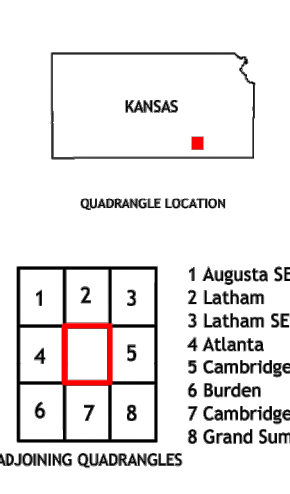 KANSAS
QUADRANGLE LOCATION
1 2 3
4 5
6 7 8
1 Augusta SE
2 Latham
3 Latham SE
4 Atlanta
5 Cambridge
6 Burden
7 Cambridge
8 Grand Sum
ADJOINING QUADRANGLES